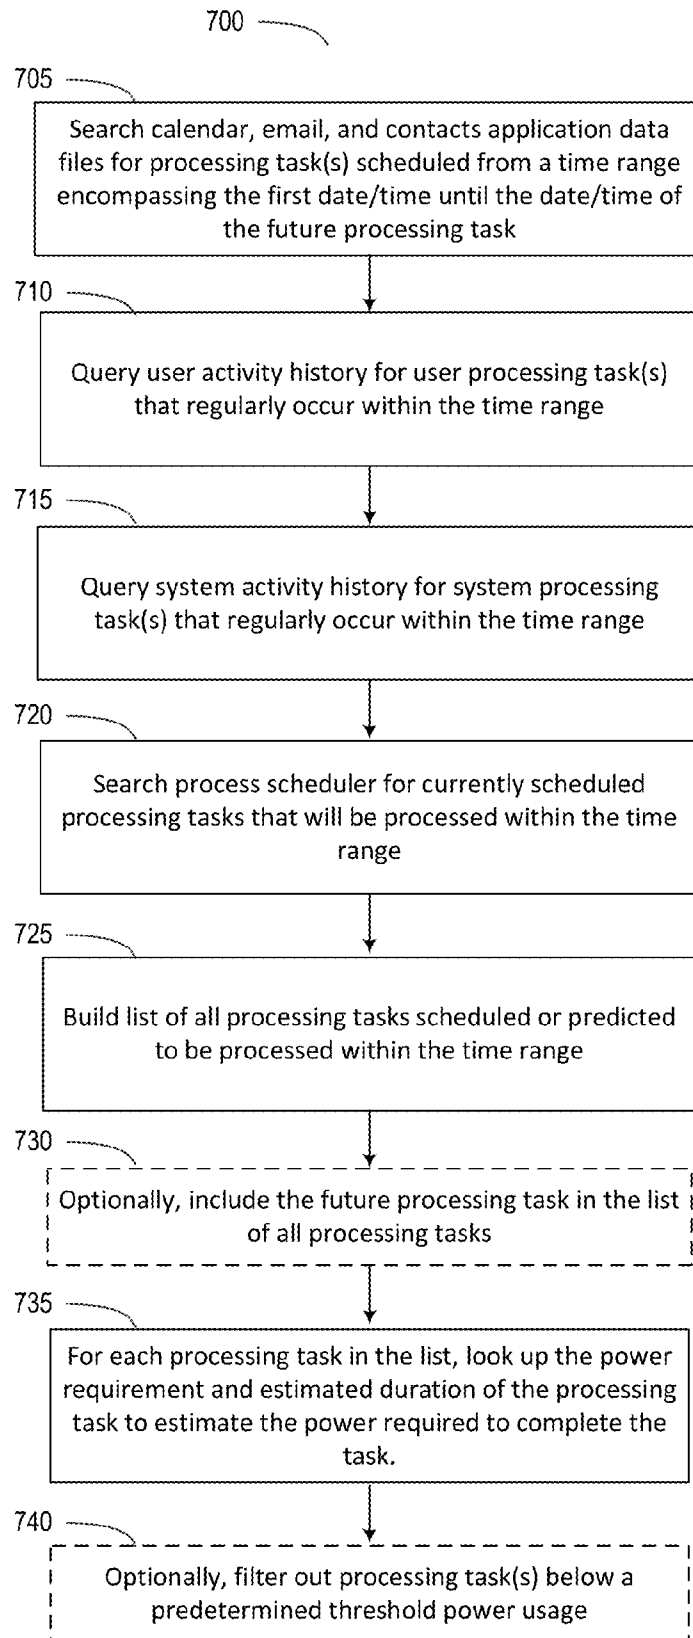 700
705
Search calendar, email, and contacts application data
files for processing task(s) scheduled from a time range
encompassing the first date/time until the date/time of
the future processing task
710
Query user activity history for user processing task(s)
that regularly occur within the time range
715
Query system activity history for system processing
task(s) that regularly occur within the time range
720
Search process scheduler for currently scheduled
processing tasks that will be processed within the time
range
725
Build list of all processing tasks scheduled or predicted
to be processed within the time range
730
Optionally, include the future processing task in the list
of all processing tasks
735
For each processing task in the list, look up the power
requirement and estimated duration of the processing
task to estimate the power required to complete the
task.
740
Optionally, filter out processing task(s) below a
predetermined threshold power usage